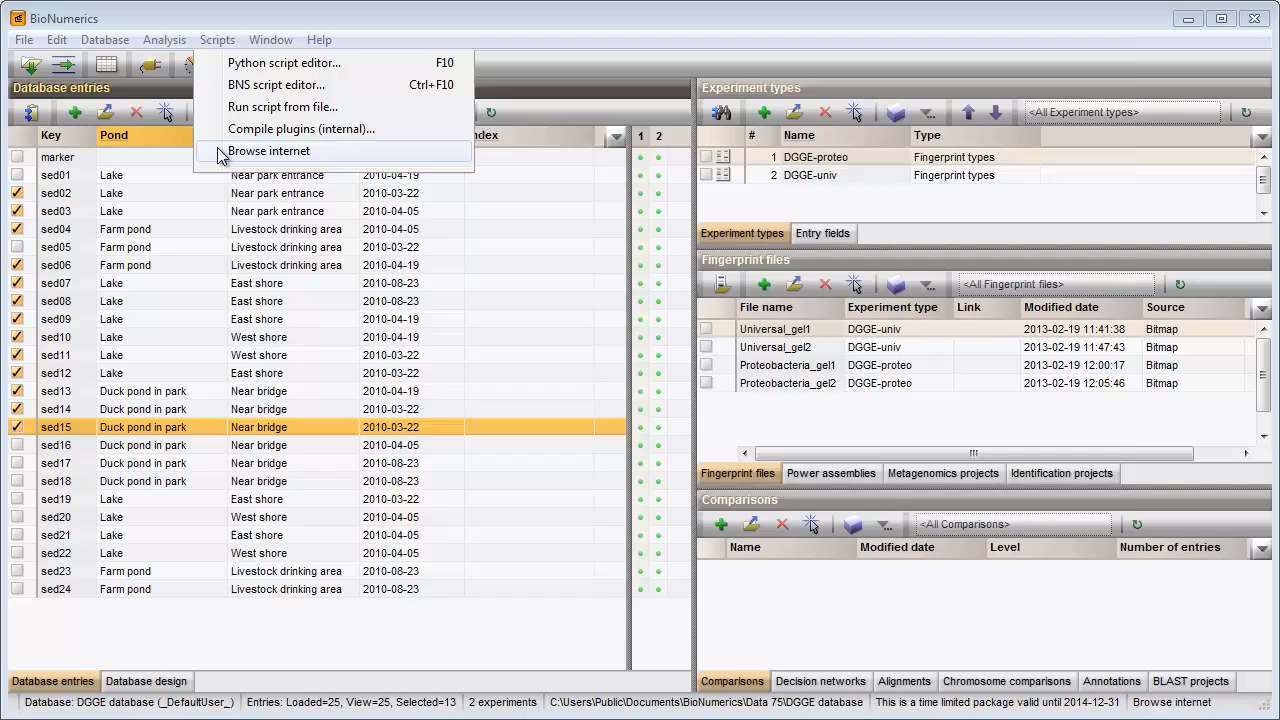 BioNumerics
File Edit Database Analysis Scripts Window Help
Python script editor... F10
BNS script editor... Ctrl+F10
Run script from file...
Compile plugins (internal)...
Browse internet
Database entries
Key Pond ndex 1 2
marker
sed01 Lake Near park entrance 2010-04-19
sed02 Lake Near park entrance 2010-03-22
sed03 Lake Near park entrance 2010-04-05
sed04 Farm pond Livestock drinking area 2010-04-05
sed05 Farm pond Livestock drinking area 2010-03-22
sed06 Farm pond Livestock drinking area 2010-04-19
sed07 Lake East shore 2010-08-23
sed08 Lake East shore 2010-08-23
sed09 Lake East shore 2010-04-19
sed10 Lake West shore 2010-04-19
sed11 Lake West shore 2010-03-22
sed12 Lake East shore 2010-03-22
sed13 Duck pond in park Near bridge 2010-04-19
sed14 Duck pond in park Near bridge 2010-03-22
sed15 Duck pond in park Near bridge 2010-03-22
sed16 Duck pond in park Near bridge 2010-04-05
sed17 Duck pond in park Near bridge 2010-08-23
sed18 Duck pond in park Near bridge 2010-08-23
sed19 Lake East shore 2010-03-22
sed20 Lake West shore 2010-04-05
sed21 Lake East shore 2010-04-05
sed22 Lake West shore 2010-04-05
sed23 Farm pond Livestock drinking area 2010-08-23
sed24 Farm pond Livestock drinking area 2010-08-23
Database entries Database design
Experiment types
<All Experiment types>
# Name Type
1 DGGE-proteo Fingerprint types
2 DGGE-univ Fingerprint types
Experiment types Entry fields
Fingerprint files
<All Fingerprint files>
File name Experiment type Link Modified date Source
Universal_gel1 DGGE-univ 2013-02-19 11:41:38 Bitmap
Universal_gel2 DGGE-univ 2013-02-19 11:47:43 Bitmap
Proteobacteria_gel1 DGGE-proteo 2013-02-19 12:00:17 Bitmap
Proteobacteria_gel2 DGGE-proteo 2013-02-19 12:05:46 Bitmap
Fingerprint files Power assemblies Metagenomics projects Identification projects
Comparisons
<All Comparisons>
Name Modified date Level Number of entries
Comparisons Decision networks Alignments Chromosome comparisons Annotations BLAST projects
Database: DGGE database (_DefaultUser_) Entries: Loaded=25, View=25, Selected=13 2 experiments C:\Users\Public\Documents\BioNumerics\Data 75\DGGE database This is a time limited package valid until 2014-12-31 Browse internet